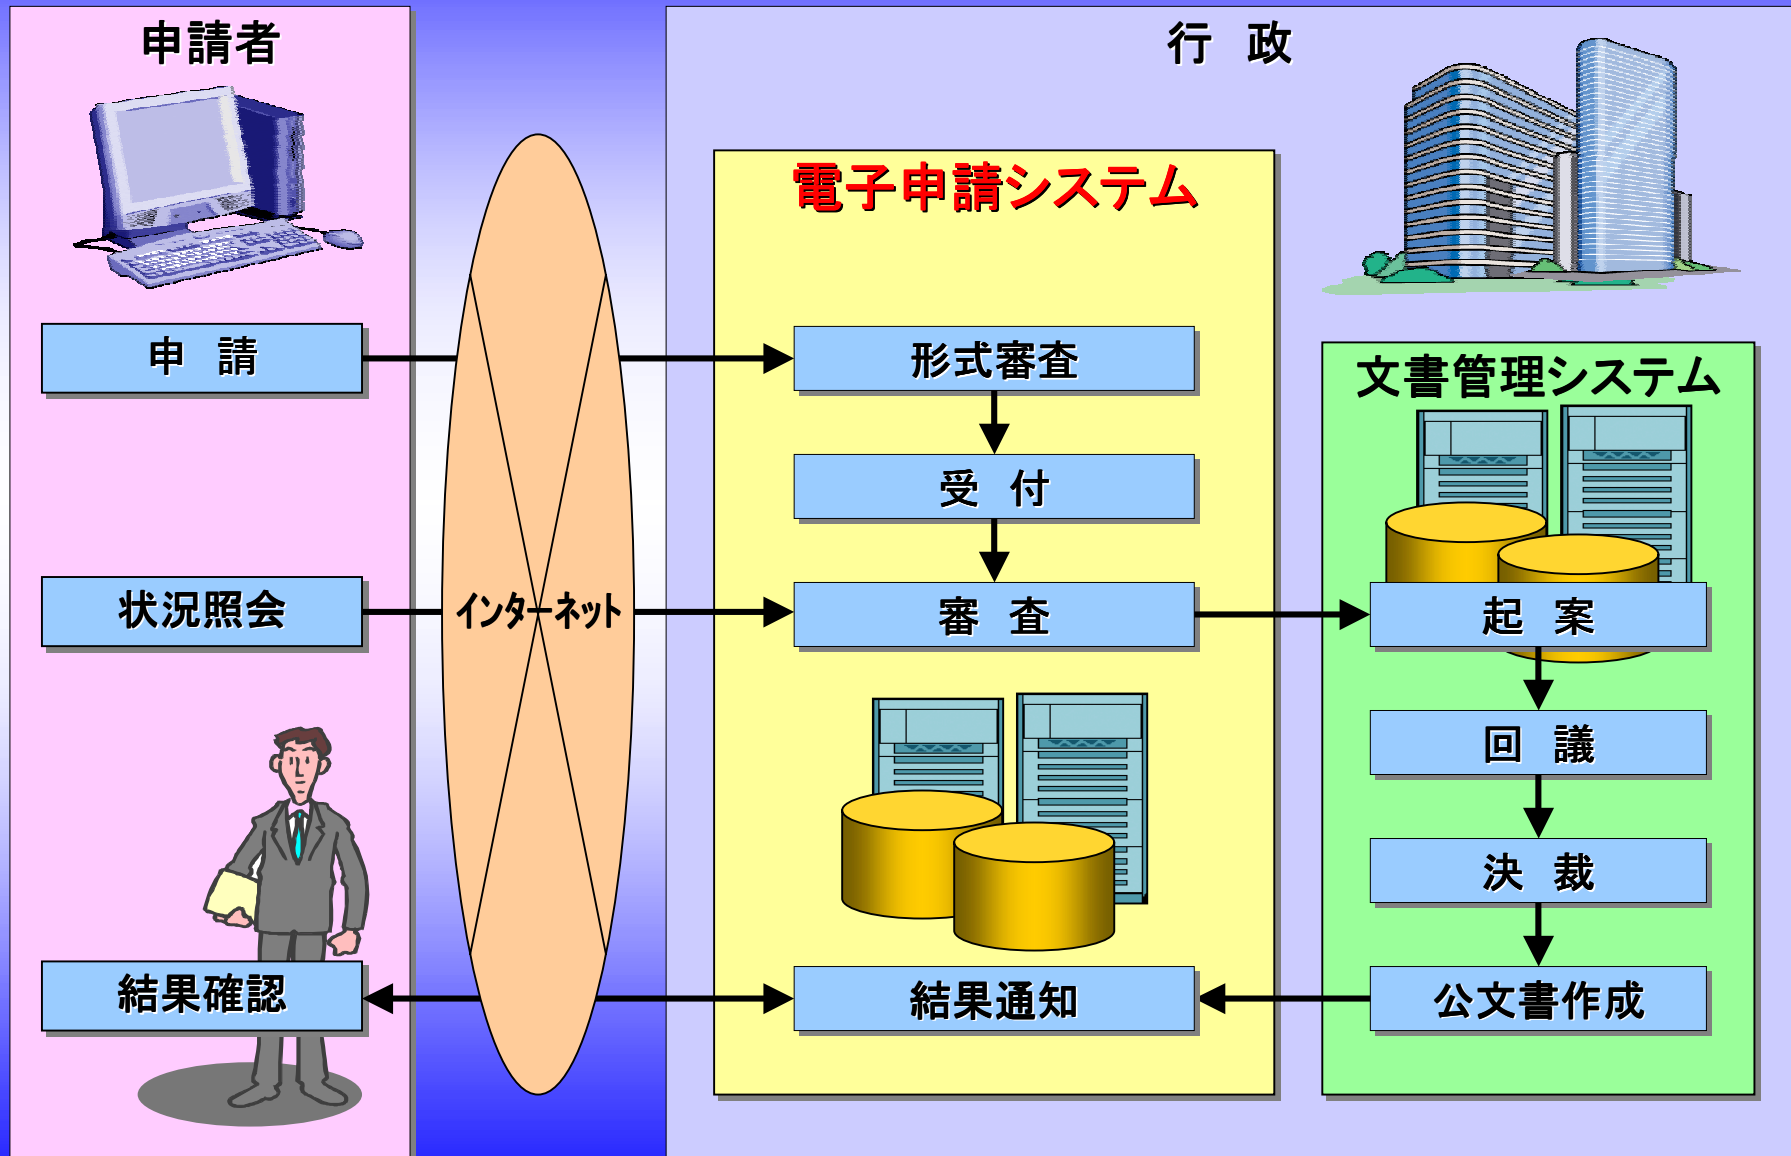 申請者
行　政
電子申請システム
文書管理システム
申　請
形式審査
受　付
状況照会
インターネット
審　査
起　案
回　議
決　裁
結果確認
結果通知
公文書作成